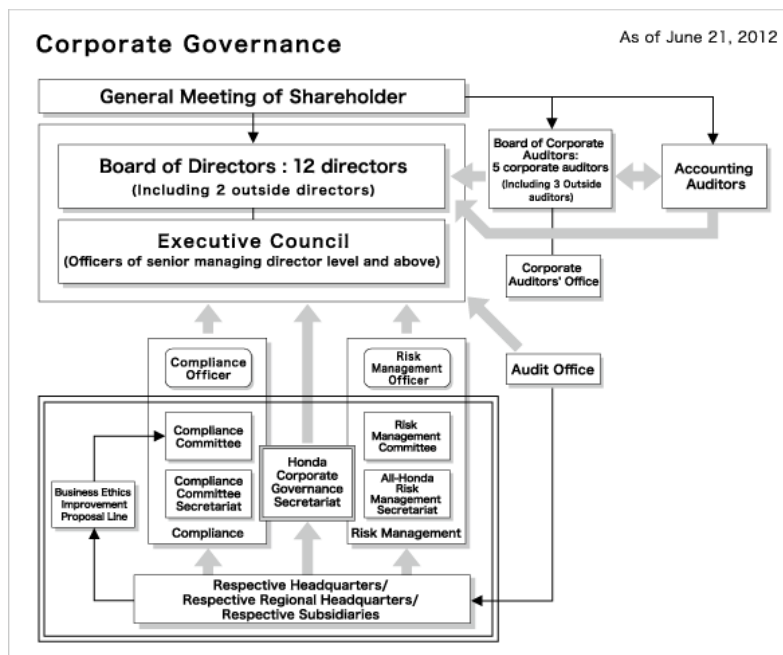 Corporate Governance
As of June 21, 2012
General Meeting of Shareholder
Board of Directors : 12 directors
(Including 2 outside directors)
Board of Corporate
Auditors:
5 corporate auditors
(Including 3 Outside
auditors)
Accounting
Auditors
Executive Council
(Officers of senior managing director level and above)
Corporate
Auditors' Office
Compliance
Officer
Risk
Management
Officer
Audit Office
Compliance
Committee
Risk
Management
Committee
Honda
Corporate
Governance
Secretariat
Business Ethics
Improvement
Proposal Line
Compliance
Committee
Secretariat
All-Honda
Risk
Management
Secretariat
Compliance
Risk Management
Respective Headquarters/
Respective Regional Headquarters/
Respective Subsidiaries